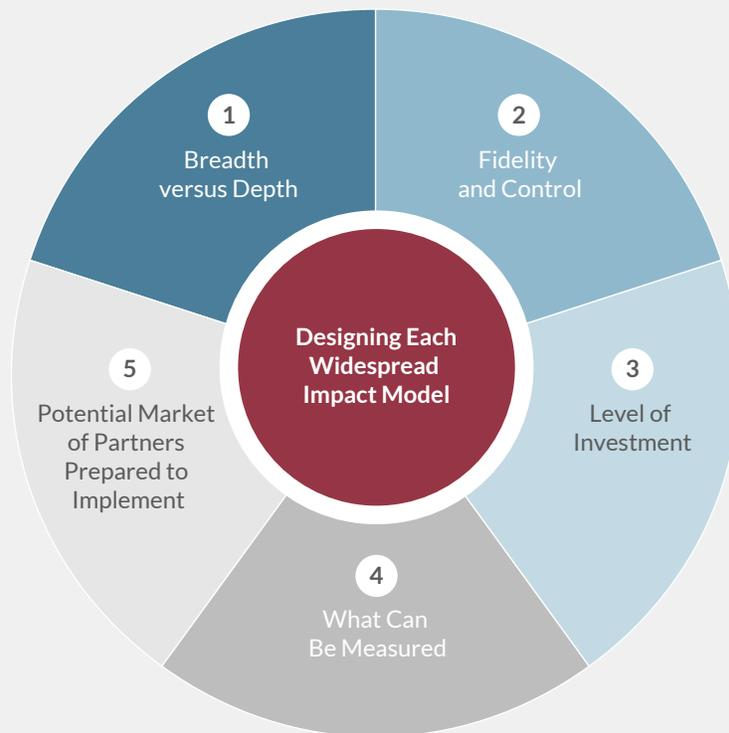 1
Breadth
versus Depth
2
Fidelity
and Control
Designing Each
Widespread
Impact Model
3
Level of
Investment
4
What Can
Be Measured
5
Potential Market
of Partners
Prepared to
Implement